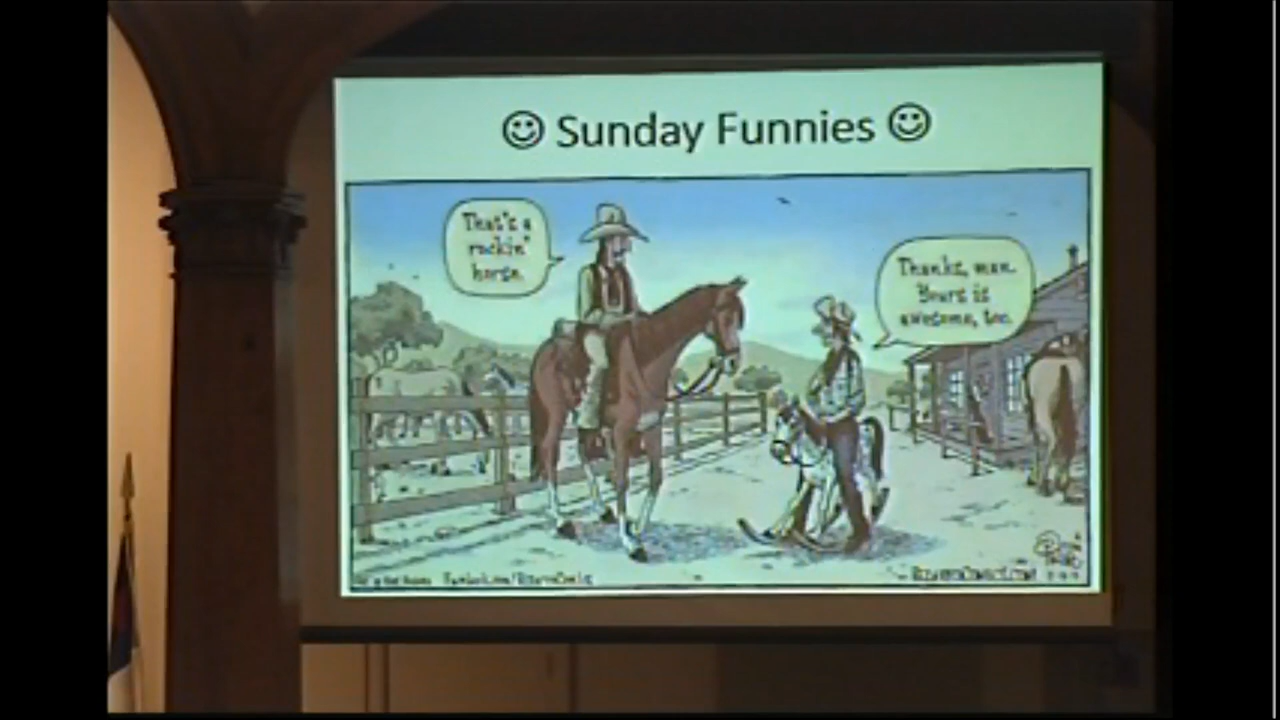 ☺ Sunday Funnies ☺
That's a
rockin'
horse.
Thanks, man.
Yours is
awesome, too.